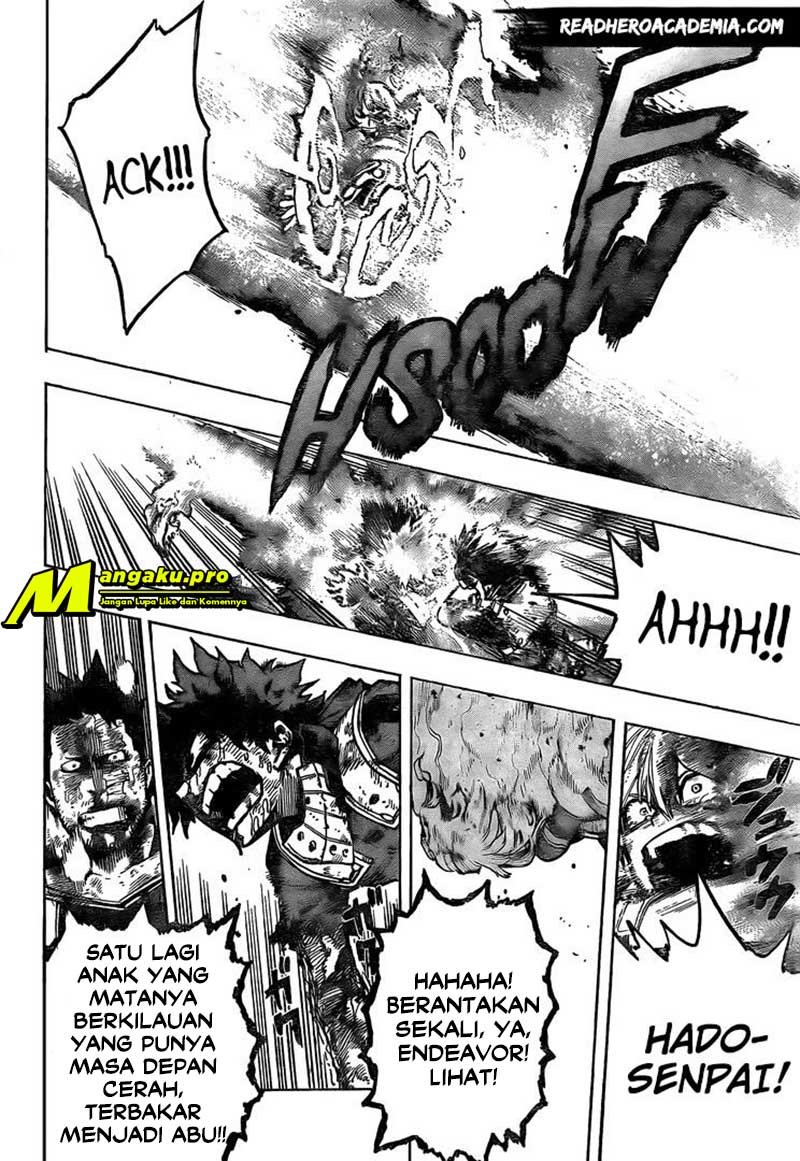 READHEROACADEMIA.COM
ACK!!!
FWOOSH
AHHH!!
Mangaku.pro
Jangan Lupa Like dan Komennya
HADO-
SENPAI!
HAHAHA!
BERANTAKAN
SEKALI, YA,
ENDEAVOR!
LIHAT!
SATU LAGI
ANAK YANG
MATANYA
BERKILAUAN
YANG PUNYA
MASA DEPAN
CERAH,
TERBAKAR
MENJADI ABU!!